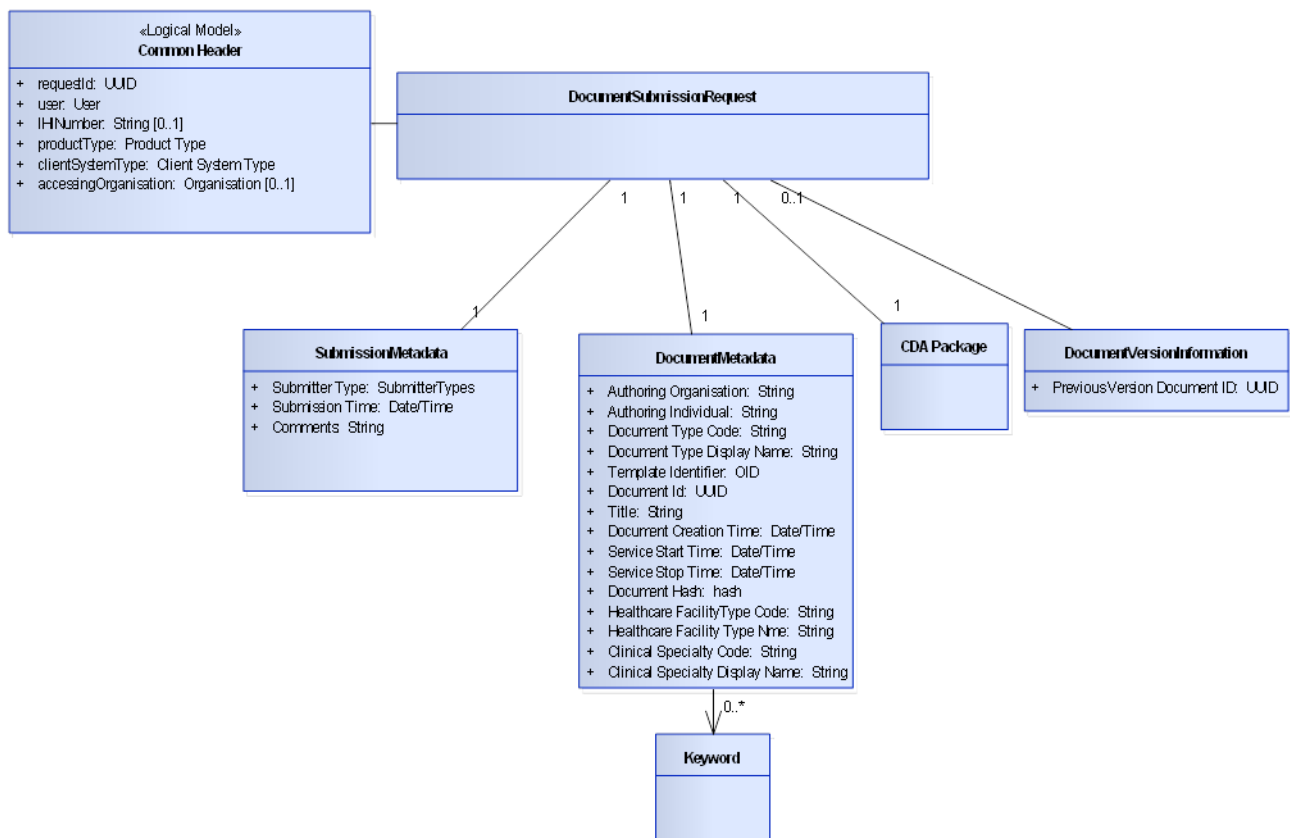 «Logical Model»
Common Header
+ requestId: UUID
+ user: User
+ IHINumber: String [0..1]
+ productType: Product Type
+ clientSystemType: Client System Type
+ accessingOrganisation: Organisation [0..1]
DocumentSubmissionRequest
1
1
1
0..1
1
1
1
SubmissionMetadata
+ Submitter Type: SubmitterTypes
+ Submission Time: Date/Time
+ Comments: String
DocumentMetadata
+ Authoring Organisation: String
+ Authoring Individual: String
+ Document Type Code: String
+ Document Type Display Name: String
+ Template Identifier: OID
+ Document Id: UUID
+ Title: String
+ Document Creation Time: Date/Time
+ Service Start Time: Date/Time
+ Service Stop Time: Date/Time
+ Document Hash: hash
+ Healthcare FacilityType Code: String
+ Healthcare Facility Type Nme: String
+ Clinical Specialty Code: String
+ Clinical Specialty Display Name: String
CDA Package
DocumentVersionInformation
+ PreviousVersion Document ID: UUID
0..*
Keyword